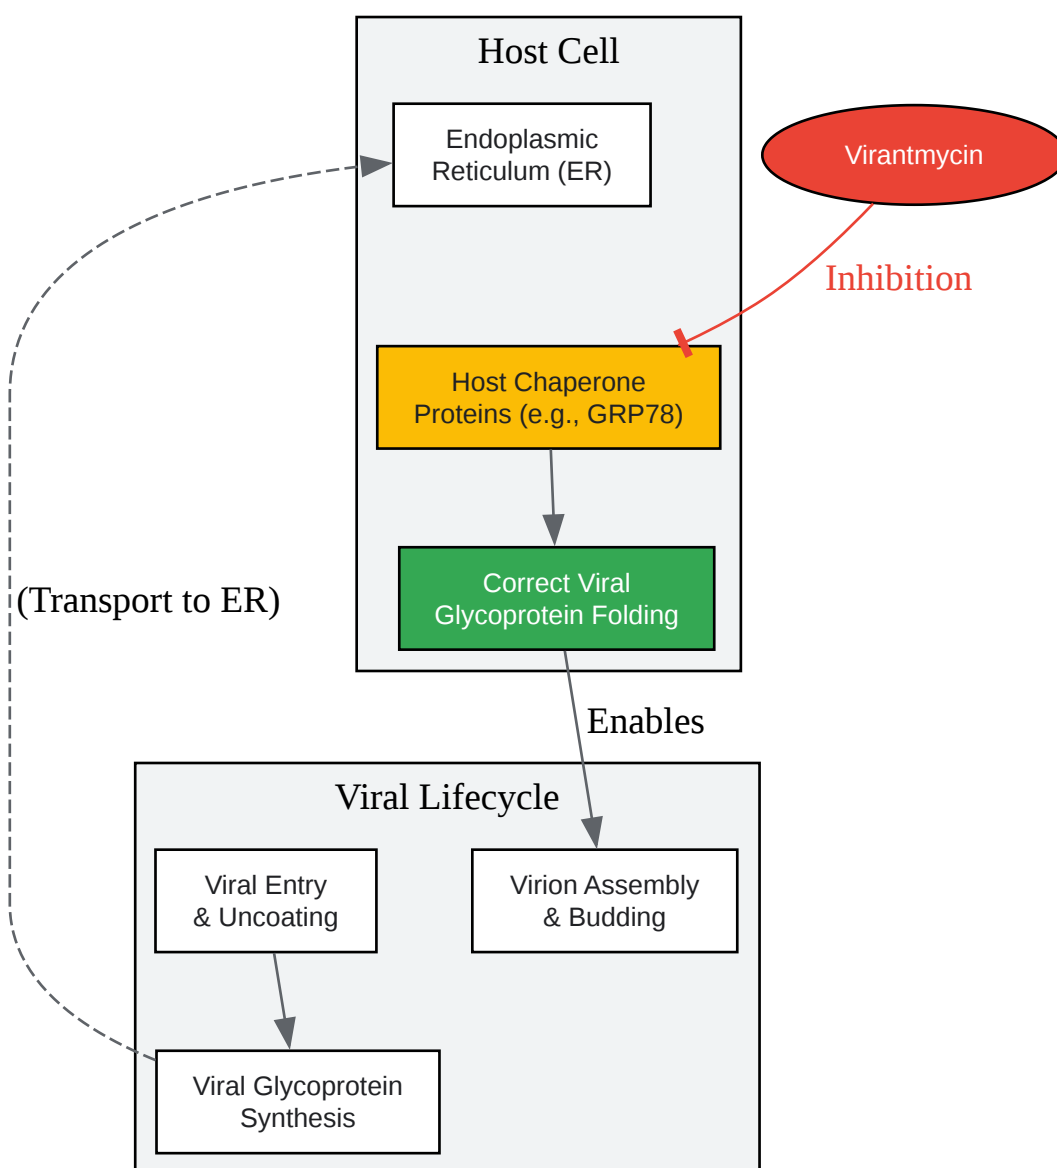 Host Cell
Endoplasmic
Reticulum (ER)
Virantmycin
Inhibition
Host Chaperone
Proteins (e.g., GRP78)
Correct Viral
Glycoprotein Folding
(Transport to ER)
Enables
Viral Lifecycle
Viral Entry
& Uncoating
Virion Assembly
& Budding
Viral Glycoprotein
Synthesis